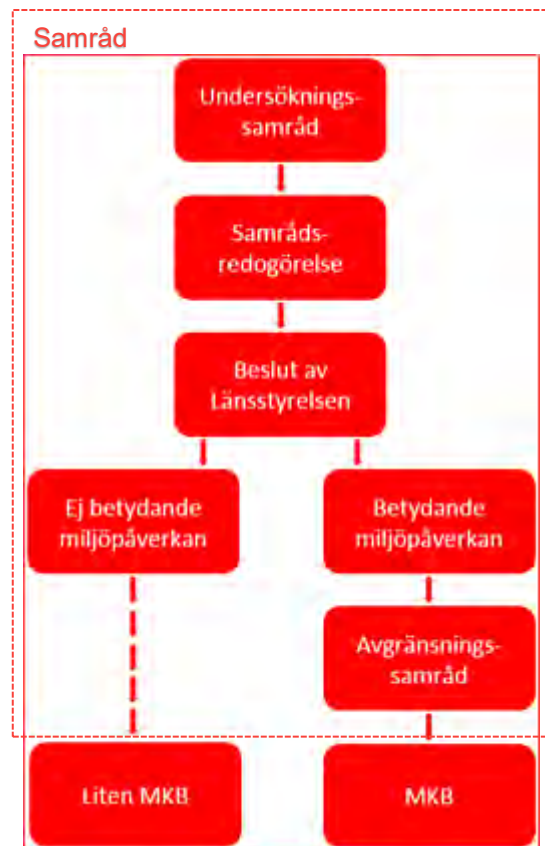 Samråd
Undersöknings-
samråd
Samråds-
redogörelse
Beslut av
Länsstyrelsen
Ej betydande
miljöpåverkan
Betydande
miljöpåverkan
Avgränsnings-
samråd
Liten MKB
MKB